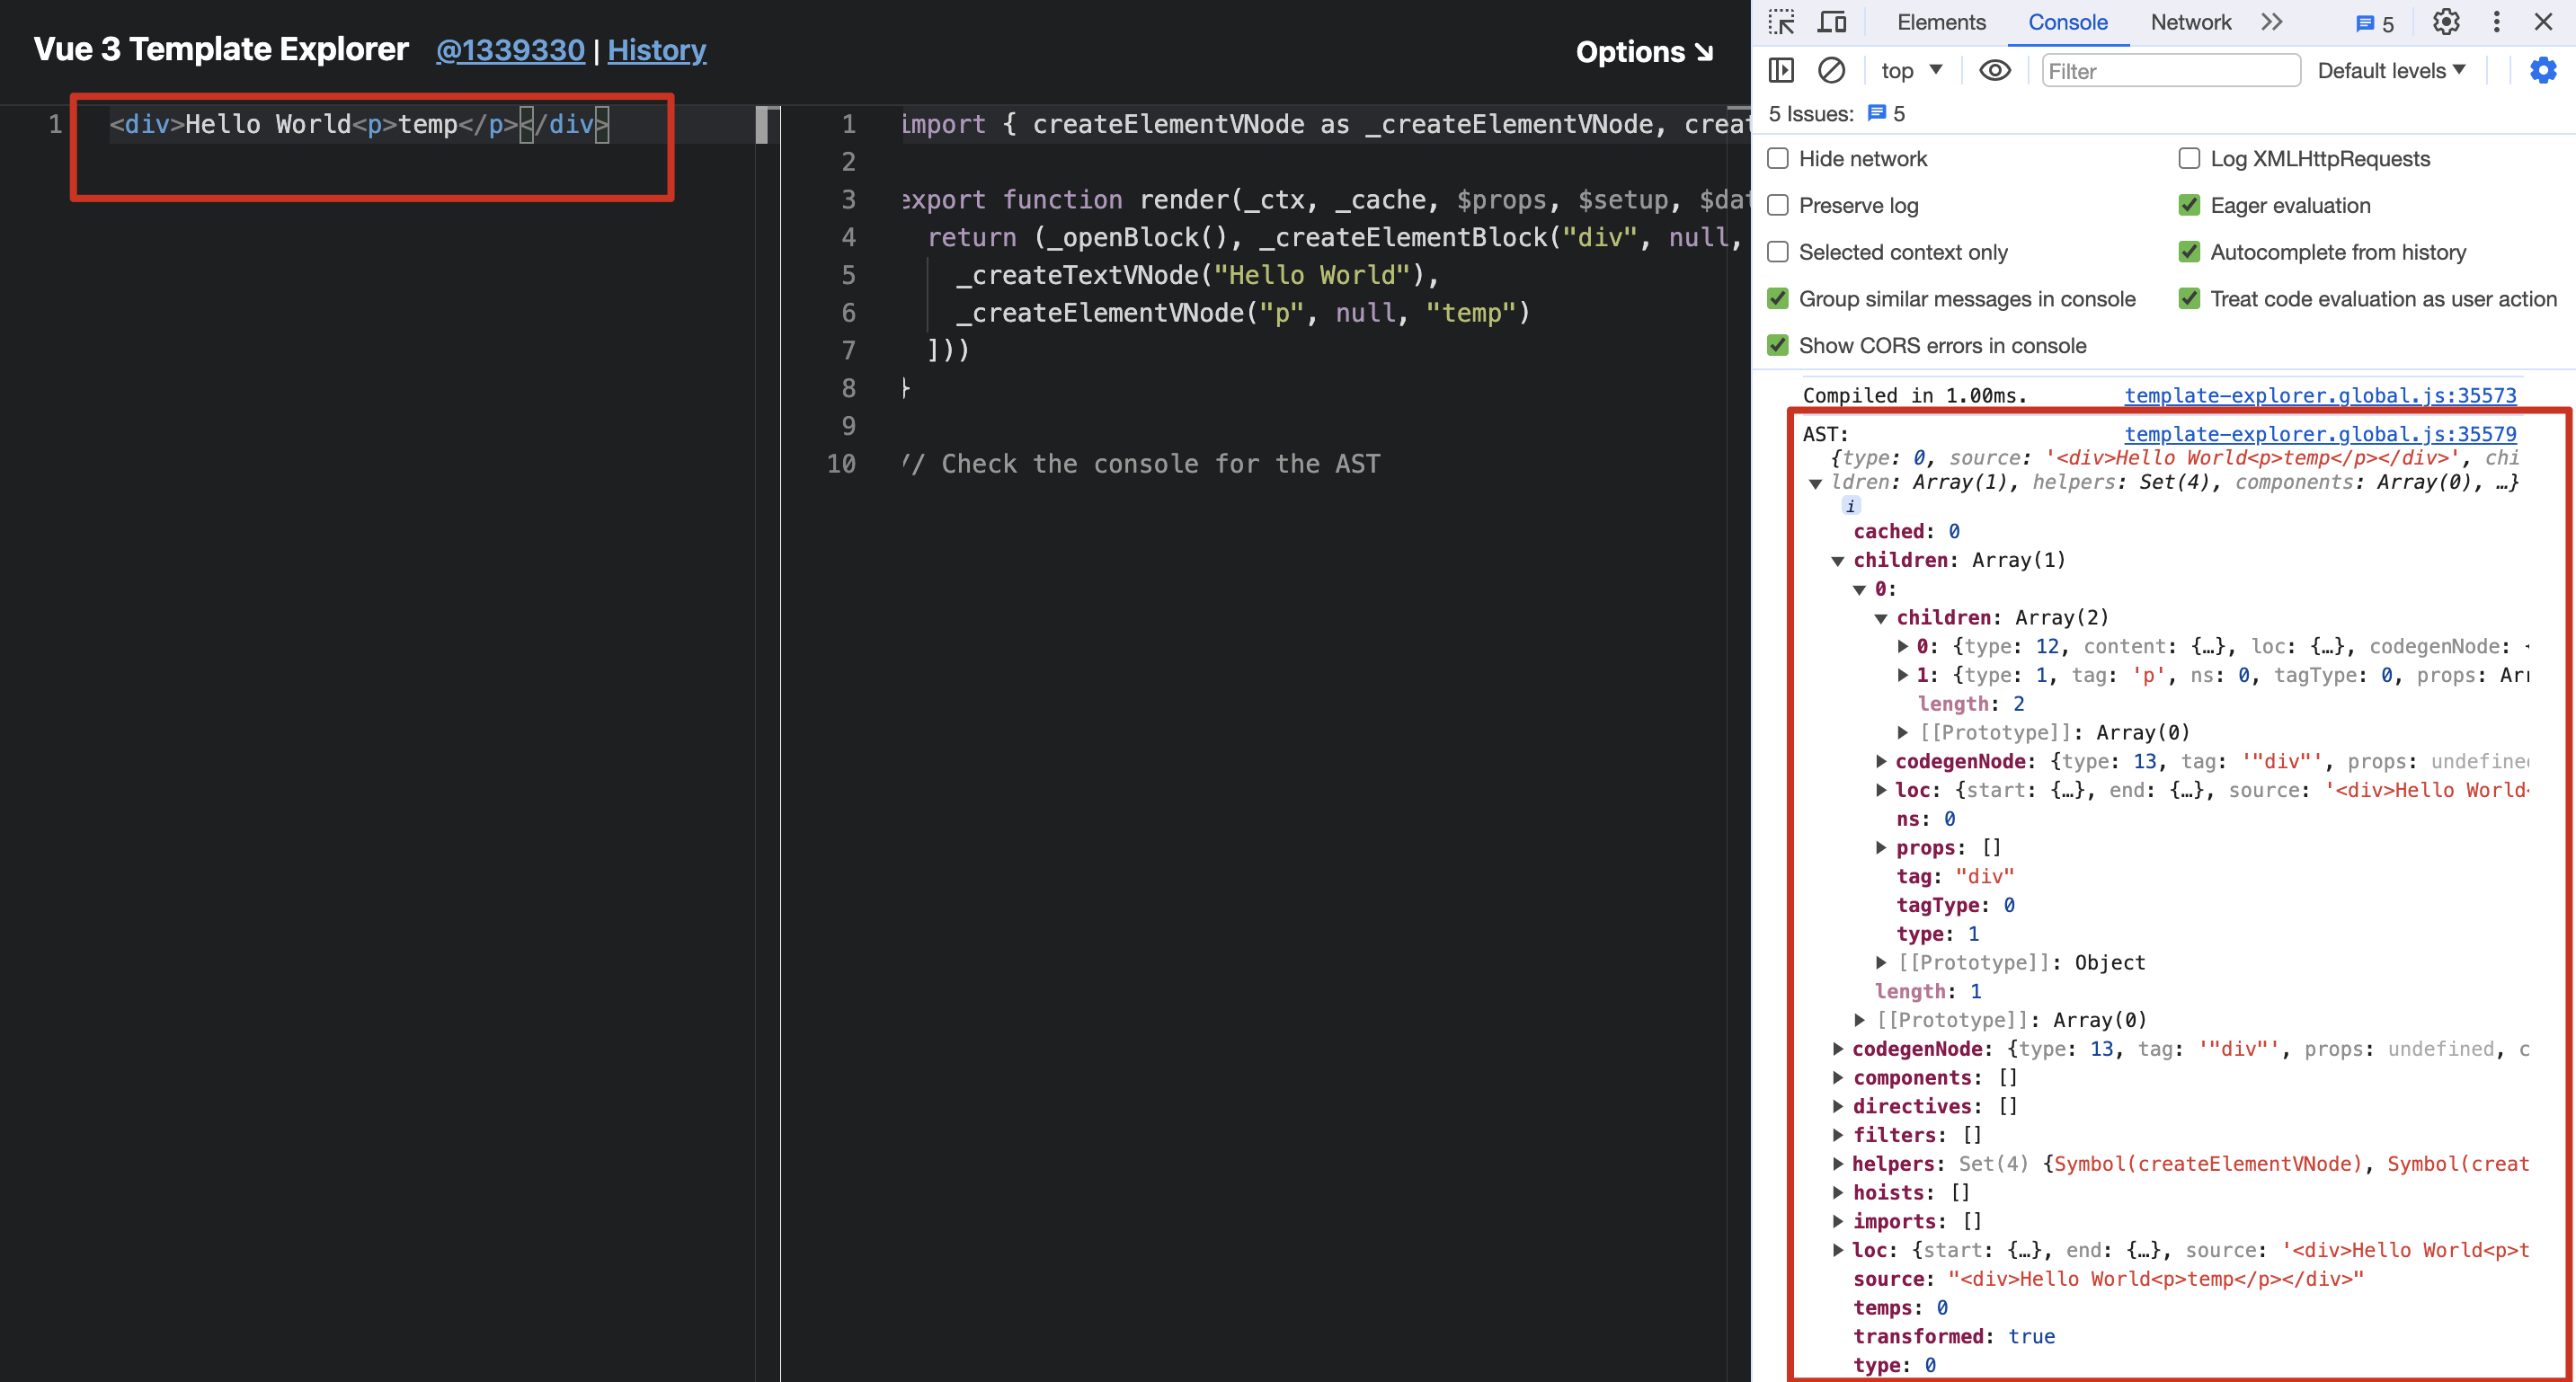 Vue 3 Template Explorer @1339330 | History
Options ↘
1 <div>Hello World<p>temp</p></div>
1 import { createElementVNode as _createElementVNode, creat
2
3 export function render(_ctx, _cache, $props, $setup, $dat
4 return (_openBlock(), _createElementBlock("div", null,
5 _createTextVNode("Hello World"),
6 _createElementVNode("p", null, "temp")
7 ]))
8 }
9
10 // Check the console for the AST
Elements Console Network 5
top Filter Default levels
5 Issues: 5
Hide network Log XMLHttpRequests
Preserve log Eager evaluation
Selected context only Autocomplete from history
Group similar messages in console Treat code evaluation as user action
Show CORS errors in console
Compiled in 1.00ms. template-explorer.global.js:35573
AST: template-explorer.global.js:35579
{type: 0, source: '<div>Hello World<p>temp</p></div>', chi
ldren: Array(1), helpers: Set(4), components: Array(0), …}
i
cached: 0
children: Array(1)
0:
children: Array(2)
0: {type: 12, content: {…}, loc: {…}, codegenNode:
1: {type: 1, tag: 'p', ns: 0, tagType: 0, props: Arr
length: 2
[[Prototype]]: Array(0)
codegenNode: {type: 13, tag: '"div"', props: undefined
loc: {start: {…}, end: {…}, source: '<div>Hello World<
ns: 0
props: []
tag: "div"
tagType: 0
type: 1
[[Prototype]]: Object
length: 1
[[Prototype]]: Array(0)
codegenNode: {type: 13, tag: '"div"', props: undefined, c
components: []
directives: []
filters: []
helpers: Set(4) {Symbol(createElementVNode), Symbol(creat
hoists: []
imports: []
loc: {start: {…}, end: {…}, source: '<div>Hello World<p>t
source: "<div>Hello World<p>temp</p></div>"
temps: 0
transformed: true
type: 0